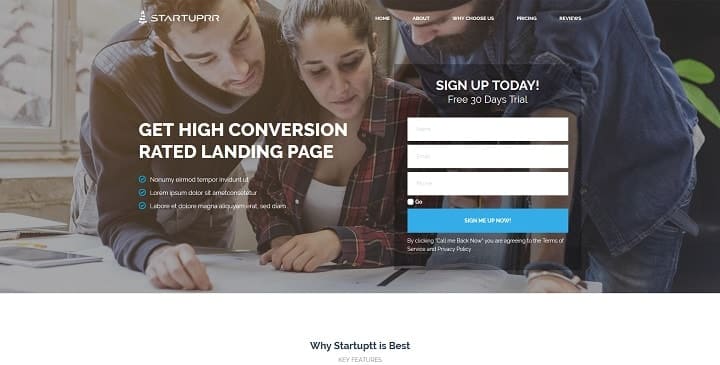 STARTUPRR
HOME ABOUT WHY CHOOSE US PRICING REVIEWS
GET HIGH CONVERSION
RATED LANDING PAGE
Nonumy eirmod tempor invidunt ut
Lorem ipsum dolor sit ametconsetetur
Labore et dolore magna aliquyam erat, sed diam
SIGN UP TODAY!
Free 30 Days Trial
Name
Email
Phone
Go
SIGN ME UP NOW!
By clicking "Call me Back Now" you are agreeing to the Terms of
Service and Privacy Policy
Why Startuptt is Best
KEY FEATURES